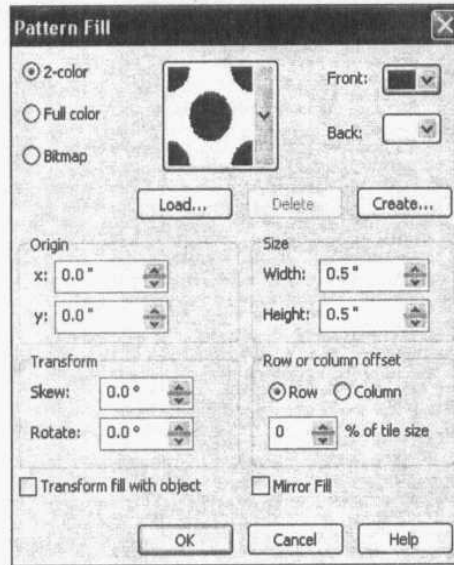 Pattern Fill
2-color
Front:
Full color
Back:
Bitmap
Load... Delete Create...
Origin
x: 0.0 "
y: 0.0 "
Size
Width: 0.5 "
Height: 0.5 "
Transform
Skew: 0.0 °
Rotate: 0.0 °
Row or column offset
Row Column
0 % of tile size
Transform fill with object Mirror Fill
OK Cancel Help